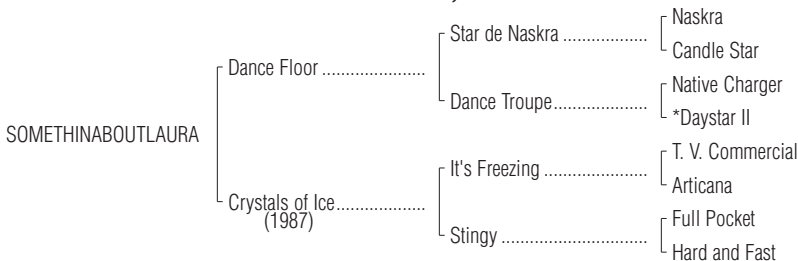 Naskra
Star de Naskra ....................
Candle Star
Dance Floor ......................
Native Charger
Dance Troupe......................
*Daystar II
SOMETHINABOUTLAURA
T. V. Commercial
It's Freezing ........................
Articana
Crystals of Ice...................
(1987)
Full Pocket
Stingy ..................................
Hard and Fast